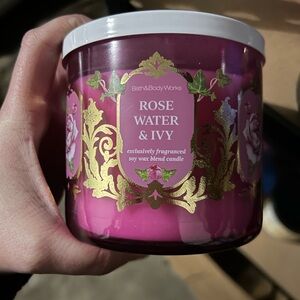 Bath&BodyWorks
ROSE
WATER
& IVY
exclusively fragranced
soy wax blend candle